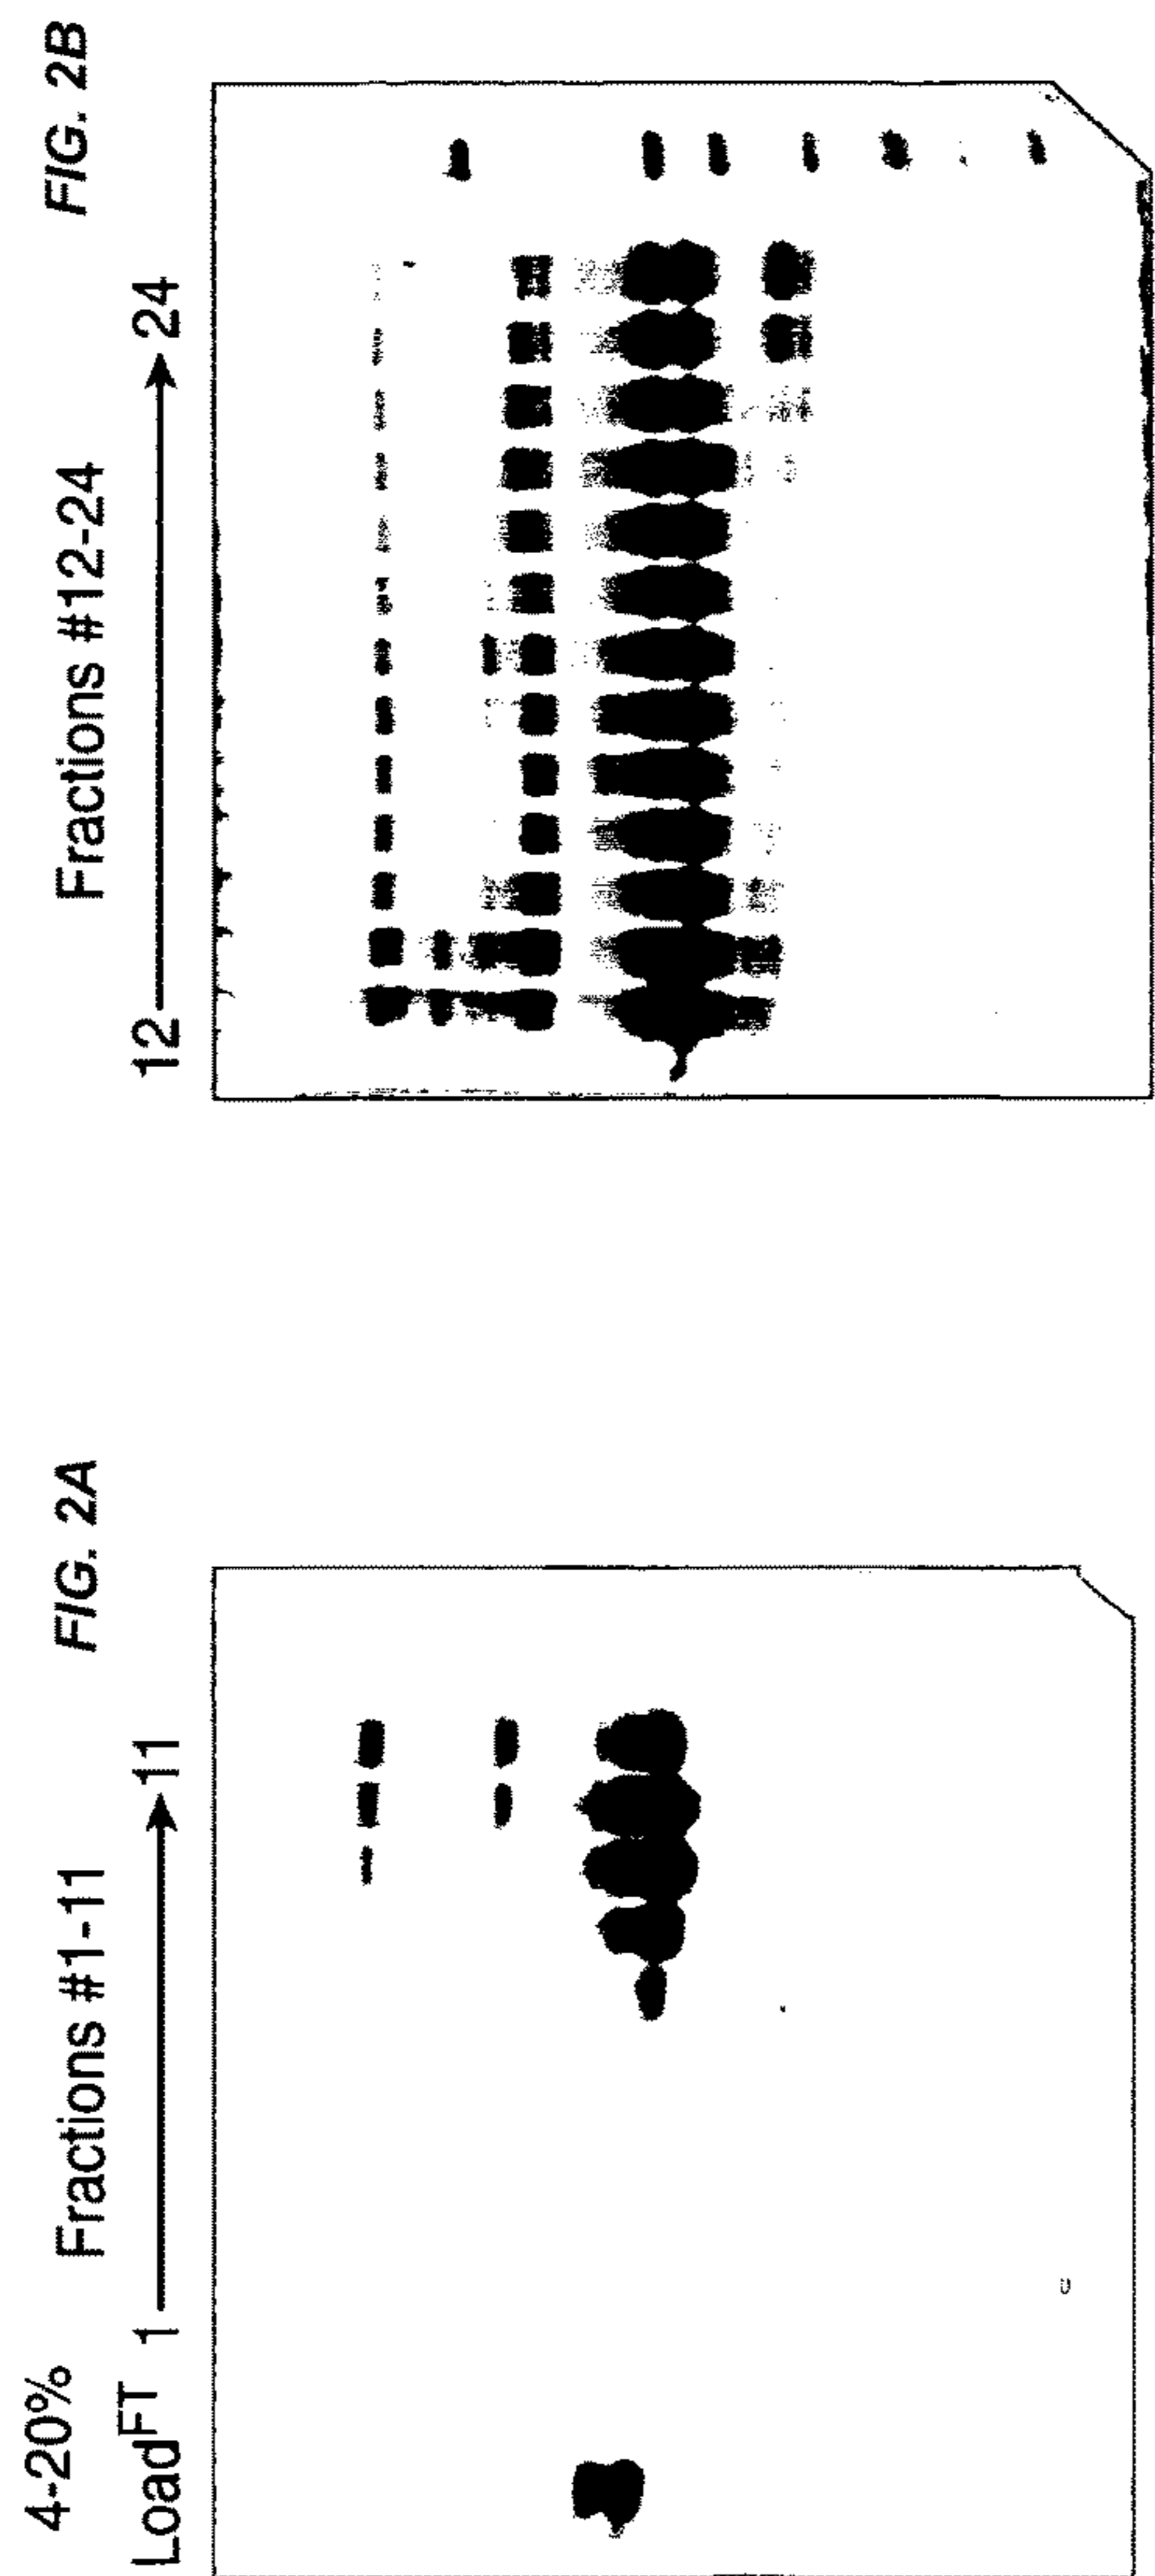 4-20%
Fractions #1-11
FIG. 2A
Load FT 1 11
Fractions #12-24
FIG. 2B
12 24